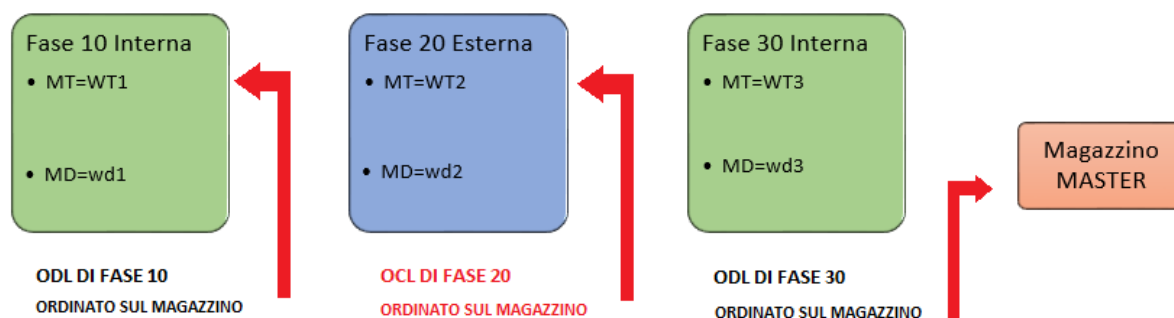 Fase 10 Interna
• MT=WT1
• MD=wd1
Fase 20 Esterna
• MT=WT2
• MD=wd2
Fase 30 Interna
• MT=WT3
• MD=wd3
Magazzino
MASTER
ODL DI FASE 10
ORDINATO SUL MAGAZZINO
OCL DI FASE 20
ORDINATO SUL MAGAZZINO
ODL DI FASE 30
ORDINATO SUL MAGAZZINO